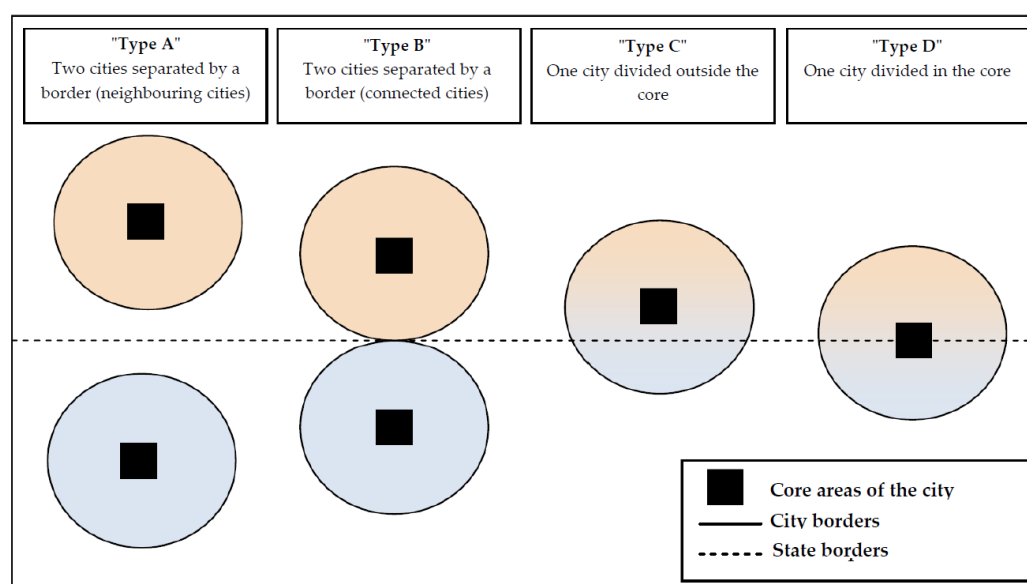 "Type A"
Two cities separated by a
border (neighbouring cities)
"Type B"
Two cities separated by a
border (connected cities)
"Type C"
One city divided outside the
core
"Type D"
One city divided in the core
Core areas of the city
City borders
State borders